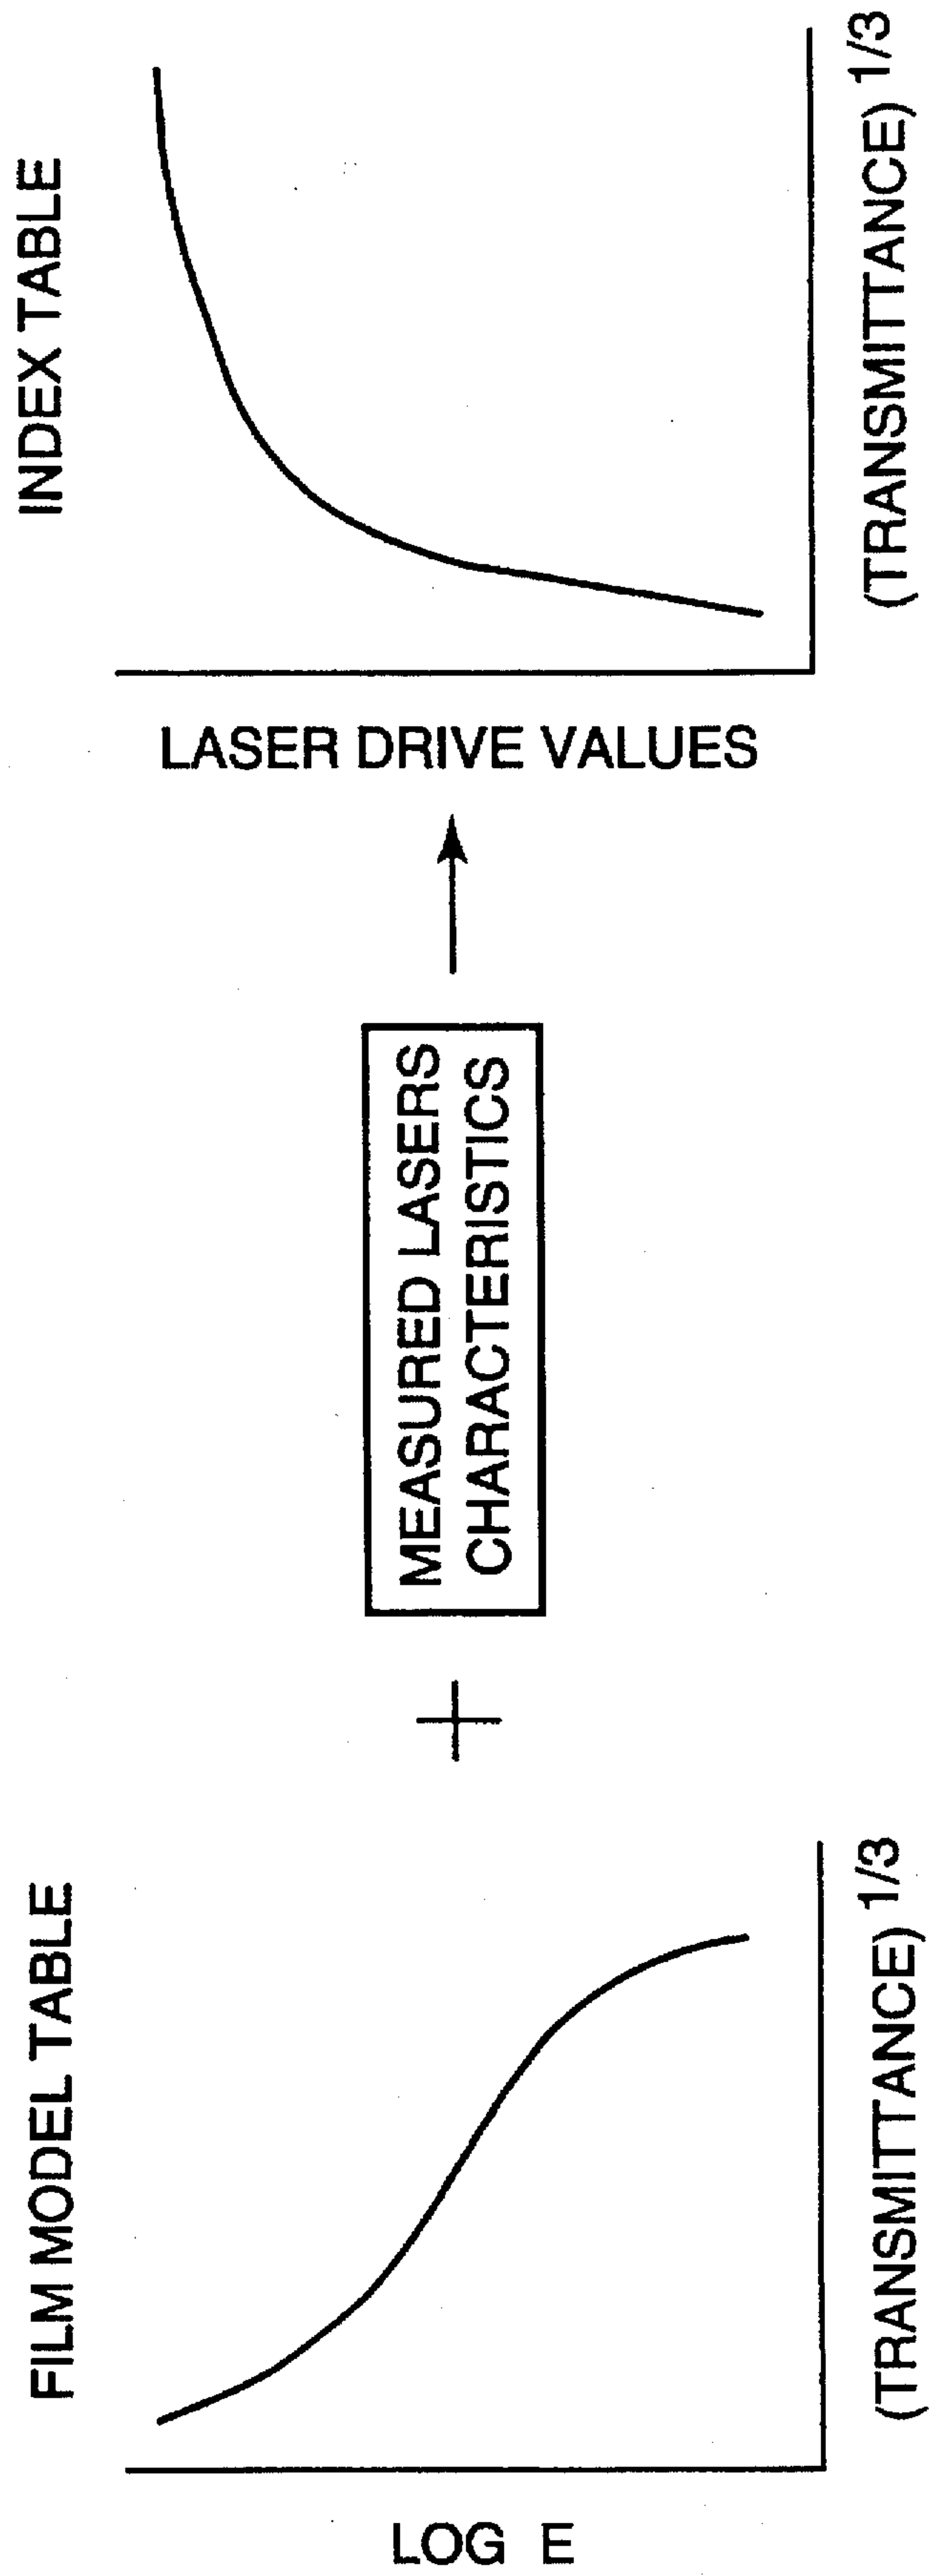 FILM MODEL TABLE
LOG E
(TRANSMITTANCE) 1/3
+
MEASURED LASERS
CHARACTERISTICS
INDEX TABLE
LASER DRIVE VALUES
(TRANSMITTANCE) 1/3